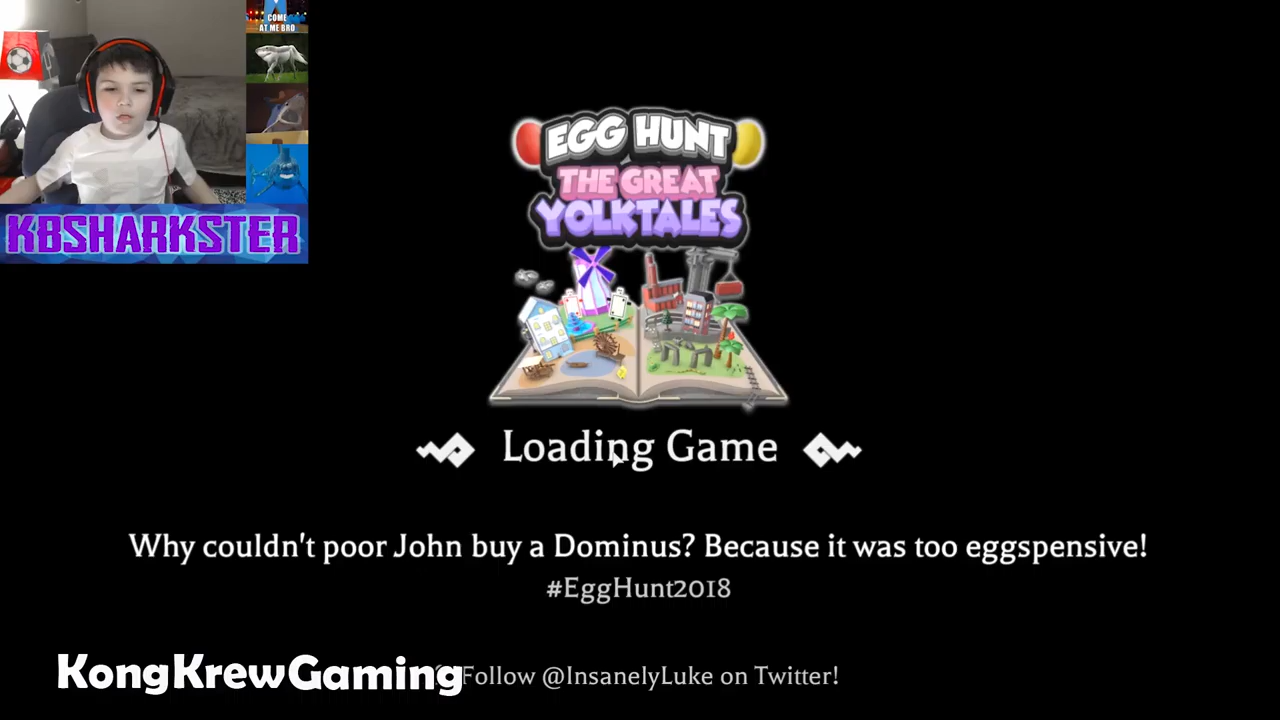 COME
AT ME BRO
KBSHARKSTER
EGG HUNT
THE GREAT
YOLKTALES
Loading Game
Why couldn't poor John buy a Dominus? Because it was too eggspensive!
#EggHunt2018
KongKrewGaming
Follow @InsanelyLuke on Twitter!